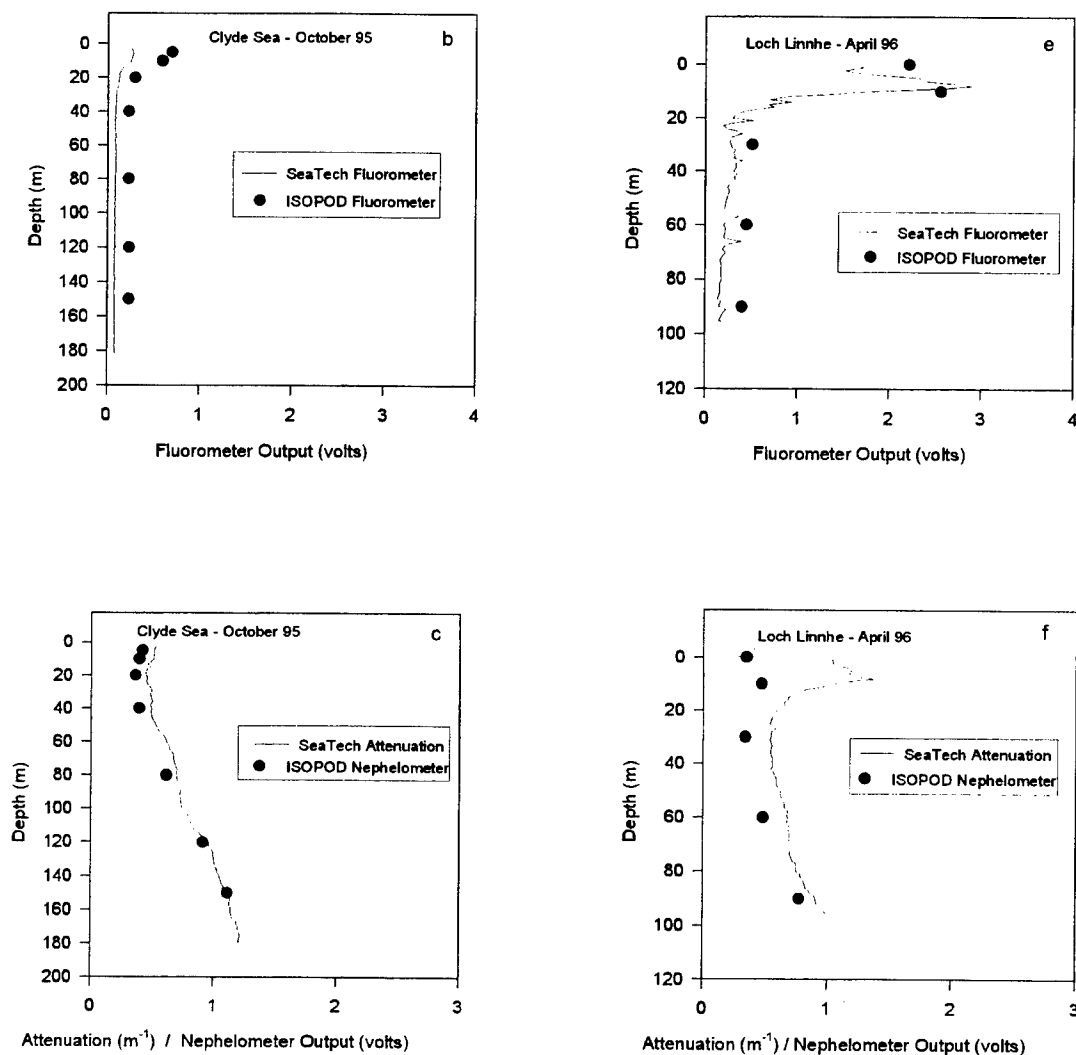 Clyde Sea - October 95
b
0
20
40
60
80
100
120
140
160
180
200
Depth (m)
SeaTech Fluorometer
ISOPOD Fluorometer
0 1 2 3 4
Fluorometer Output (volts)
Loch Linnhe - April 96
e
0
20
40
60
80
100
120
Depth (m)
SeaTech Fluorometer
ISOPOD Fluorometer
0 1 2 3 4
Fluorometer Output (volts)
Clyde Sea - October 95
c
0
20
40
60
80
100
120
140
160
180
200
Depth (m)
SeaTech Attenuation
ISOPOD Nephelometer
0 1 2 3
Attenuation (m⁻¹) / Nephelometer Output (volts)
Loch Linnhe - April 96
f
0
20
40
60
80
100
120
Depth (m)
SeaTech Attenuation
ISOPOD Nephelometer
0 1 2 3
Attenuation (m⁻¹) / Nephelometer Output (volts)